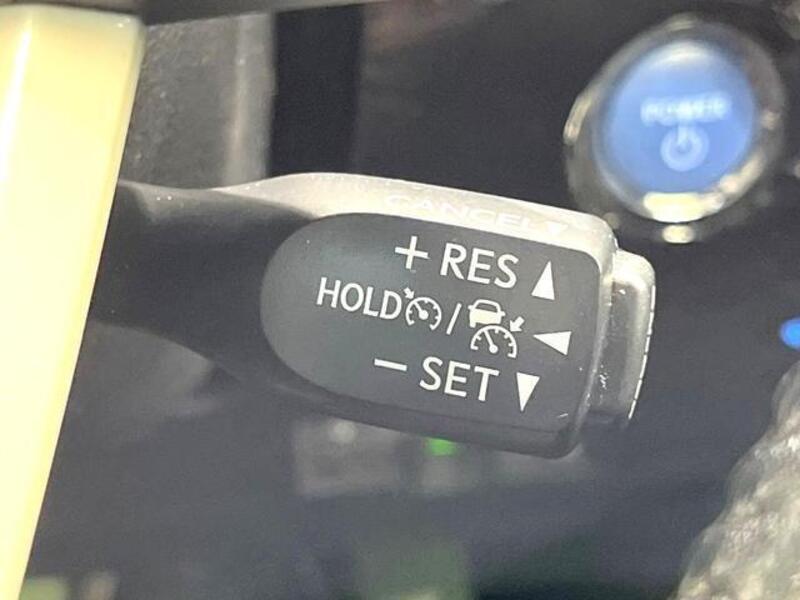 POWER
CANCEL ▼
+ RES ▲
HOLD / ◀
− SET ▼